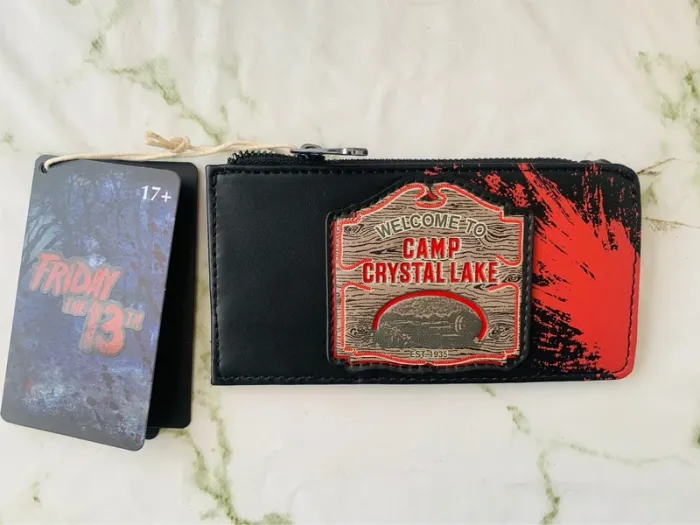 17+
FRIDAY
THE
13TH
WELCOME TO
CAMP
CRYSTAL LAKE
EST 1935